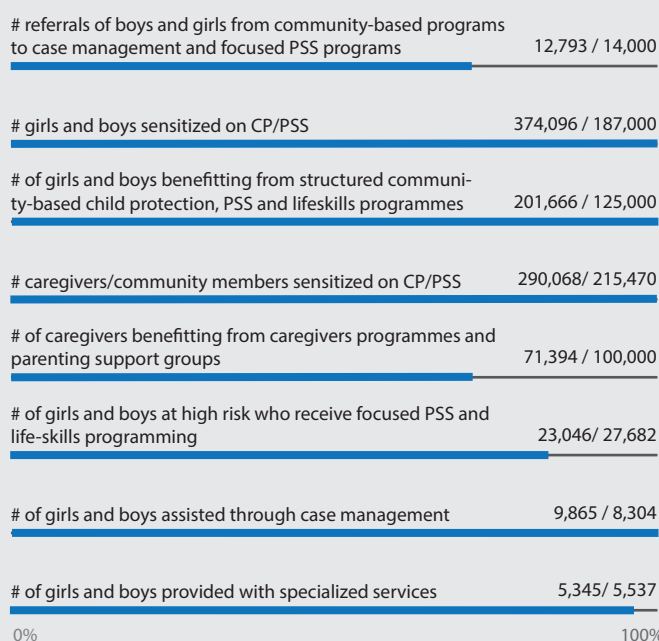 # referrals of boys and girls from community-based programs
to case management and focused PSS programs 12,793 / 14,000
# girls and boys sensitized on CP/PSS 374,096 / 187,000
# of girls and boys benefitting from structured communi-
ty-based child protection, PSS and lifeskills programmes 201,666 / 125,000
# caregivers/community members sensitized on CP/PSS 290,068/ 215,470
# of caregivers benefitting from caregivers programmes and
parenting support groups 71,394 / 100,000
# of girls and boys at high risk who receive focused PSS and
life-skills programming 23,046/ 27,682
# of girls and boys assisted through case management 9,865 / 8,304
# of girls and boys provided with specialized services 5,345/ 5,537
0% 100%